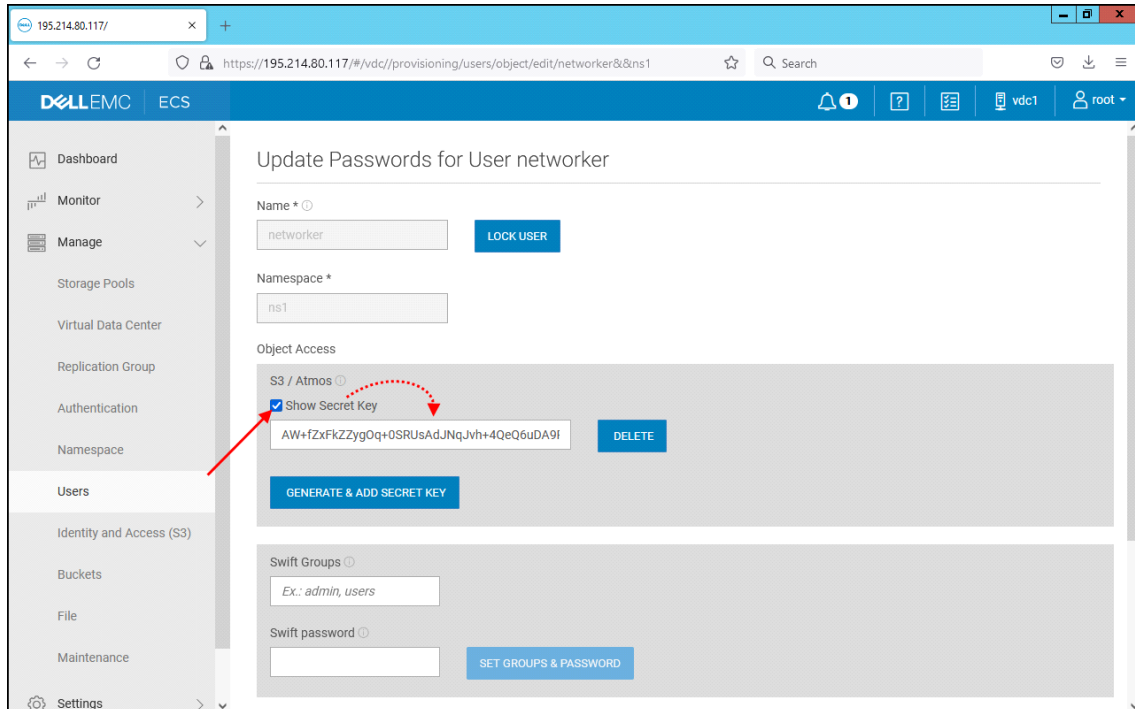 195.214.80.117/
https://195.214.80.117/#/vdc//provisioning/users/object/edit/networker&&ns1
Search
DELLEMC ECS
1
?
vdc1
root
Dashboard
Monitor
Manage
Storage Pools
Virtual Data Center
Replication Group
Authentication
Namespace
Users
Identity and Access (S3)
Buckets
File
Maintenance
Settings
Update Passwords for User networker
Name *
networker
LOCK USER
Namespace *
ns1
Object Access
S3 / Atmos
Show Secret Key
AW+fZxFkZZygOq+0SRUsAdJNqJvh+4QeQ6uDA9F
DELETE
GENERATE & ADD SECRET KEY
Swift Groups
Ex.: admin, users
Swift password
SET GROUPS & PASSWORD